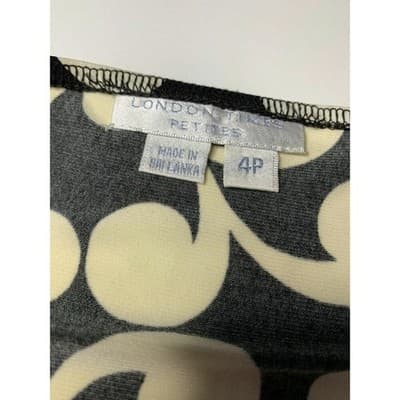 LONDON TIMES
PETITES
MADE IN
SRI LANKA
4P